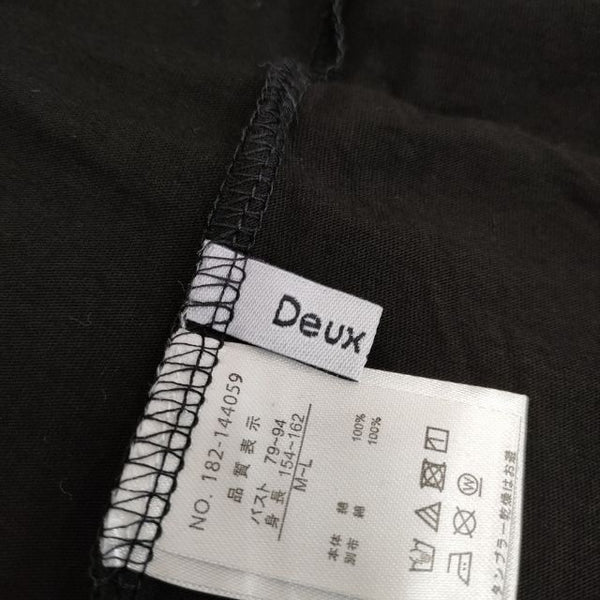 Deux
NO. 182-144059
品質表示
バスト 79~94
身長 154~162
M~L
本体 綿 100%
別布 綿 100%
タンブラー乾燥はお避